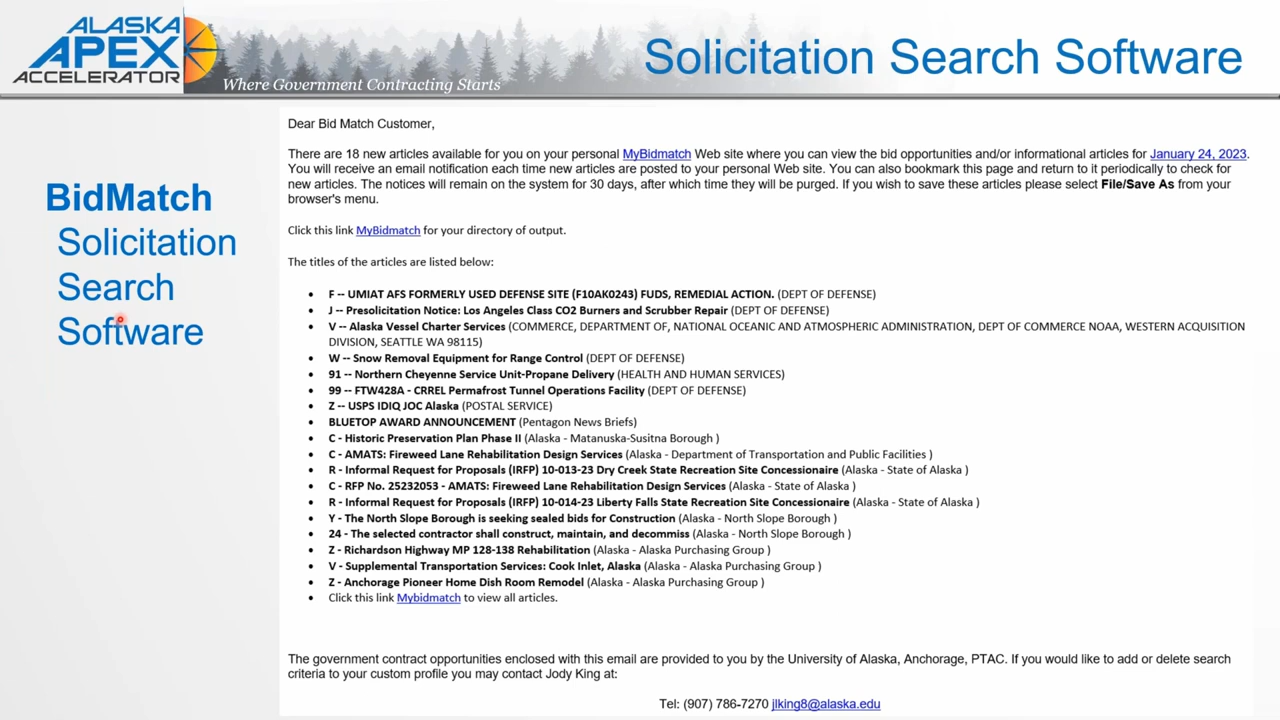 ALASKA
APEX
ACCELERATOR
Where Government Contracting Starts
Solicitation Search Software
BidMatch
Solicitation
Search
Software
Dear Bid Match Customer,
There are 18 new articles available for you on your personal MyBidmatch Web site where you can view the bid opportunities and/or informational articles for January 24, 2023.
You will receive an email notification each time new articles are posted to your personal Web site. You can also bookmark this page and return to it periodically to check for
new articles. The notices will remain on the system for 30 days, after which time they will be purged. If you wish to save these articles please select File/Save As from your
browser's menu.
Click this link MyBidmatch for your directory of output.
The titles of the articles are listed below:
• F -- UMIAT AFS FORMERLY USED DEFENSE SITE (F10AK0243) FUDS, REMEDIAL ACTION. (DEPT OF DEFENSE)
• J -- Presolicitation Notice: Los Angeles Class CO2 Burners and Scrubber Repair (DEPT OF DEFENSE)
• V -- Alaska Vessel Charter Services (COMMERCE, DEPARTMENT OF, NATIONAL OCEANIC AND ATMOSPHERIC ADMINISTRATION, DEPT OF COMMERCE NOAA, WESTERN ACQUISITION
DIVISION, SEATTLE WA 98115)
• W -- Snow Removal Equipment for Range Control (DEPT OF DEFENSE)
• 91 -- Northern Cheyenne Service Unit-Propane Delivery (HEALTH AND HUMAN SERVICES)
• 99 -- FTW428A - CRREL Permafrost Tunnel Operations Facility (DEPT OF DEFENSE)
• Z -- USPS IDIQ JOC Alaska (POSTAL SERVICE)
• BLUETOP AWARD ANNOUNCEMENT (Pentagon News Briefs)
• C - Historic Preservation Plan Phase II (Alaska - Matanuska-Susitna Borough )
• C - AMATS: Fireweed Lane Rehabilitation Design Services (Alaska - Department of Transportation and Public Facilities )
• R - Informal Request for Proposals (IRFP) 10-013-23 Dry Creek State Recreation Site Concessionaire (Alaska - State of Alaska )
• C - RFP No. 25232053 - AMATS: Fireweed Lane Rehabilitation Design Services (Alaska - State of Alaska )
• R - Informal Request for Proposals (IRFP) 10-014-23 Liberty Falls State Recreation Site Concessionaire (Alaska - State of Alaska )
• Y - The North Slope Borough is seeking sealed bids for Construction (Alaska - North Slope Borough )
• 24 - The selected contractor shall construct, maintain, and decommiss (Alaska - North Slope Borough )
• Z - Richardson Highway MP 128-138 Rehabilitation (Alaska - Alaska Purchasing Group )
• V - Supplemental Transportation Services: Cook Inlet, Alaska (Alaska - Alaska Purchasing Group )
• Z - Anchorage Pioneer Home Dish Room Remodel (Alaska - Alaska Purchasing Group )
• Click this link Mybidmatch to view all articles.
The government contract opportunities enclosed with this email are provided to you by the University of Alaska, Anchorage, PTAC. If you would like to add or delete search
criteria to your custom profile you may contact Jody King at:
Tel: (907) 786-7270 jlking8@alaska.edu